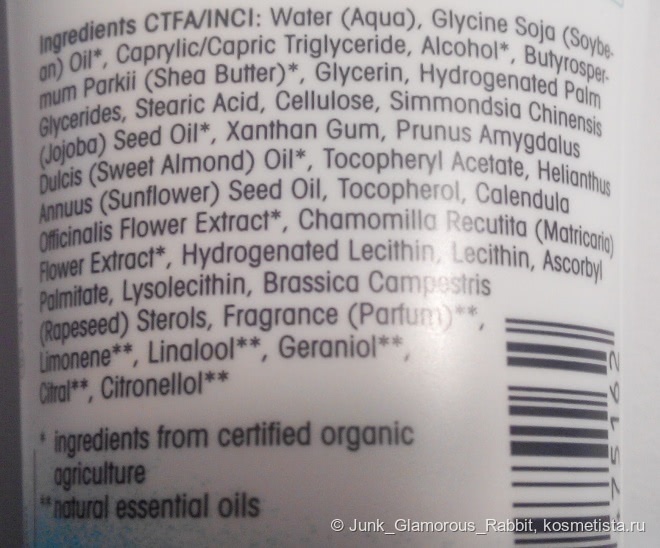 Ingredients CTFA/INCI: Water (Aqua), Glycine Soja (Soybe-
an) Oil*, Caprylic/Capric Triglyceride, Alcohol*, Butyrosper-
mum Parkii (Shea Butter)*, Glycerin, Hydrogenated Palm
Glycerides, Stearic Acid, Cellulose, Simmondsia Chinensis
(Jojoba) Seed Oil*, Xanthan Gum, Prunus Amygdalus
Dulcis (Sweet Almond) Oil*, Tocopheryl Acetate, Helianthus
Annuus (Sunflower) Seed Oil, Tocopherol, Calendula
Officinalis Flower Extract*, Chamomilla Recutita (Matricaria)
Flower Extract*, Hydrogenated Lecithin, Lecithin, Ascorbyl
Palmitate, Lysolecithin, Brassica Campestris
(Rapeseed) Sterols, Fragrance (Parfum)**,
Limonene**, Linalool**, Geraniol**,
Citral**, Citronellol**
* ingredients from certified organic
agriculture
**natural essential oils
75162
© Junk_Glamorous_Rabbit, kosmetista.ru